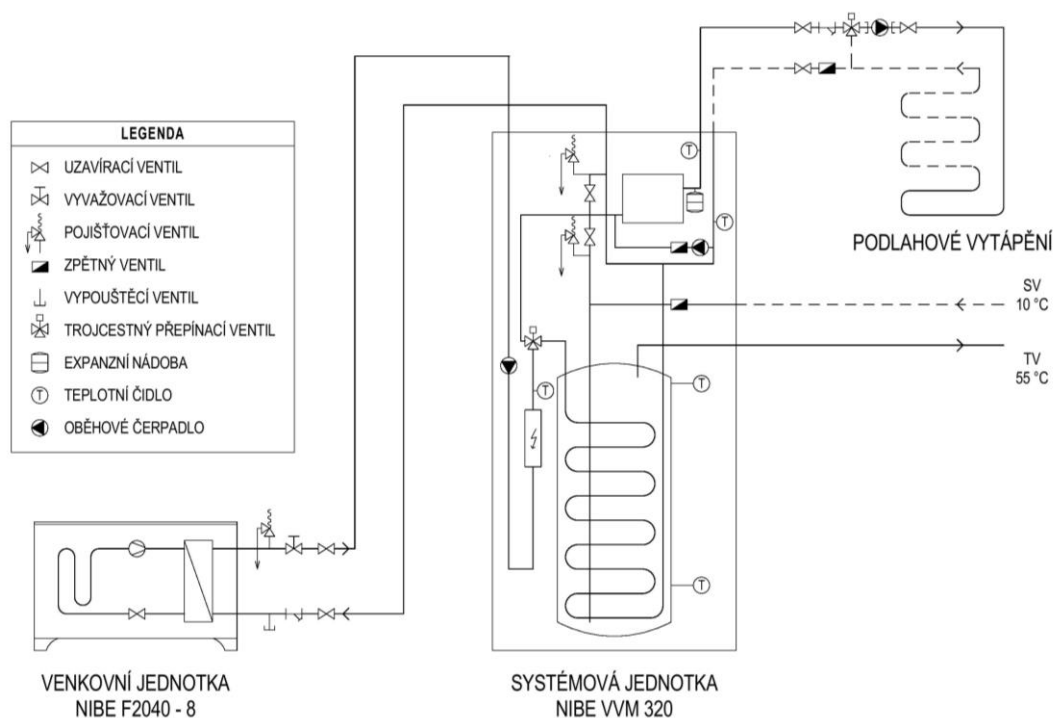 LEGENDA
UZAVÍRACÍ VENTIL
VYVAŽOVACÍ VENTIL
POJIŠŤOVACÍ VENTIL
ZPĚTNÝ VENTIL
VYPOUŠTĚCÍ VENTIL
TROJCESTNÝ PŘEPÍNACÍ VENTIL
EXPANZNÍ NÁDOBA
T TEPLOTNÍ ČIDLO
OBĚHOVÉ ČERPADLO
T
T
T
T
T
PODLAHOVÉ VYTÁPĚNÍ
SV
10 °C
TV
55 °C
VENKOVNÍ JEDNOTKA
NIBE F2040 - 8
SYSTÉMOVÁ JEDNOTKA
NIBE VVM 320